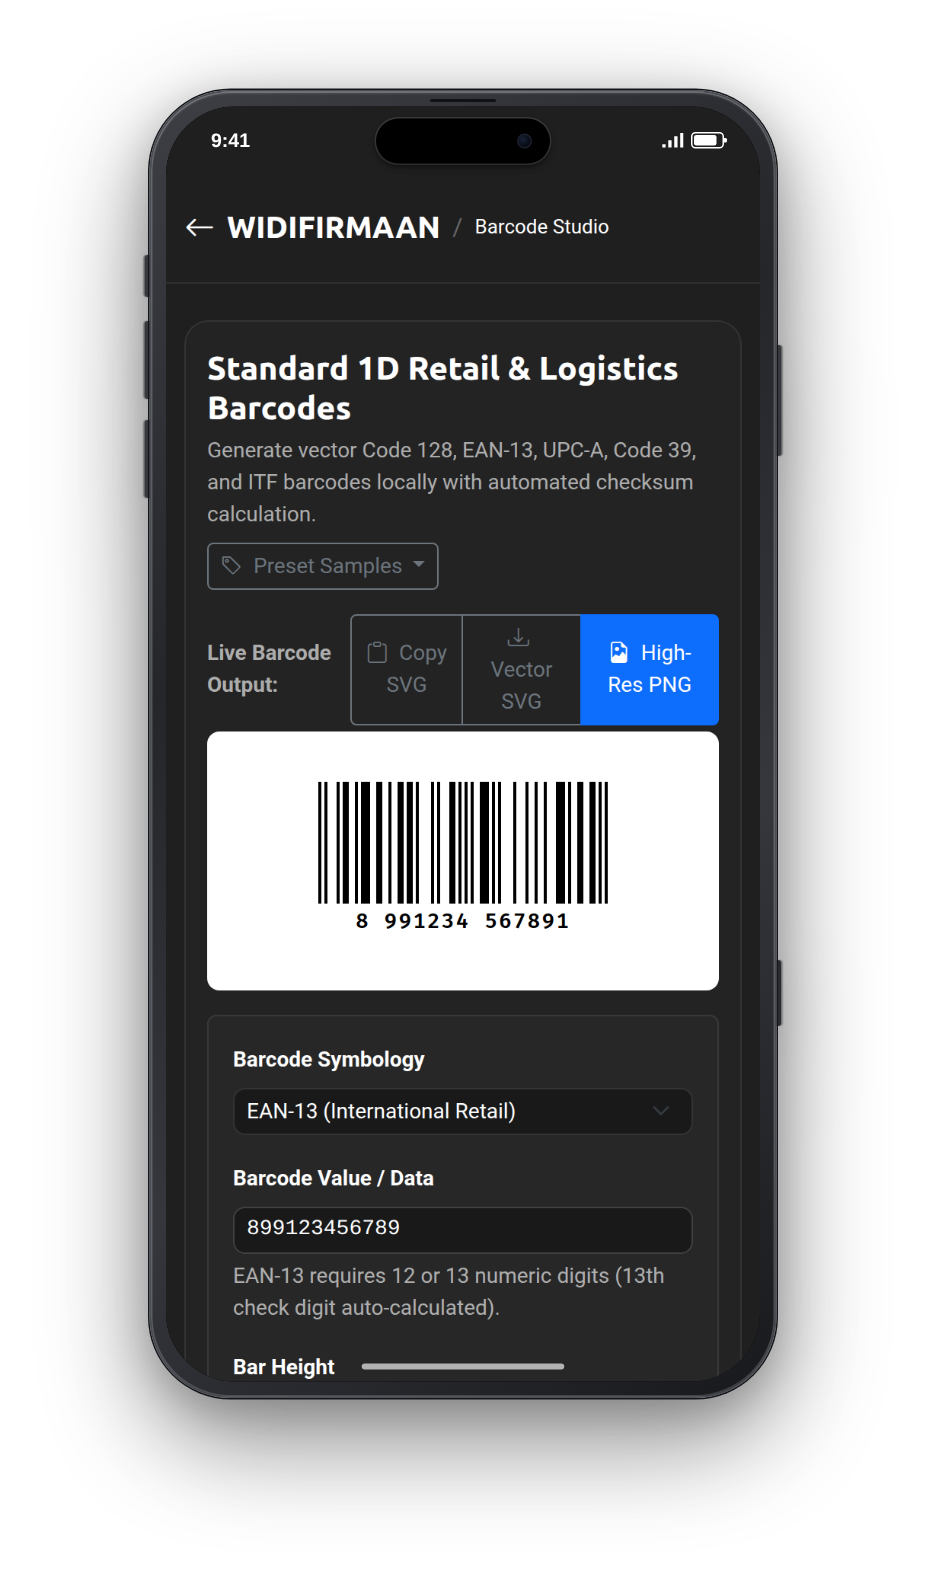 9:41
WIDIFIRMAAN / Barcode Studio
Standard 1D Retail & Logistics
Barcodes
Generate vector Code 128, EAN-13, UPC-A, Code 39,
and ITF barcodes locally with automated checksum
calculation.
Preset Samples
Live Barcode
Output:
Copy
SVG
Vector
SVG
High-
Res PNG
8 991234 567891
Barcode Symbology
EAN-13 (International Retail)
Barcode Value / Data
899123456789
EAN-13 requires 12 or 13 numeric digits (13th
check digit auto-calculated).
Bar Height